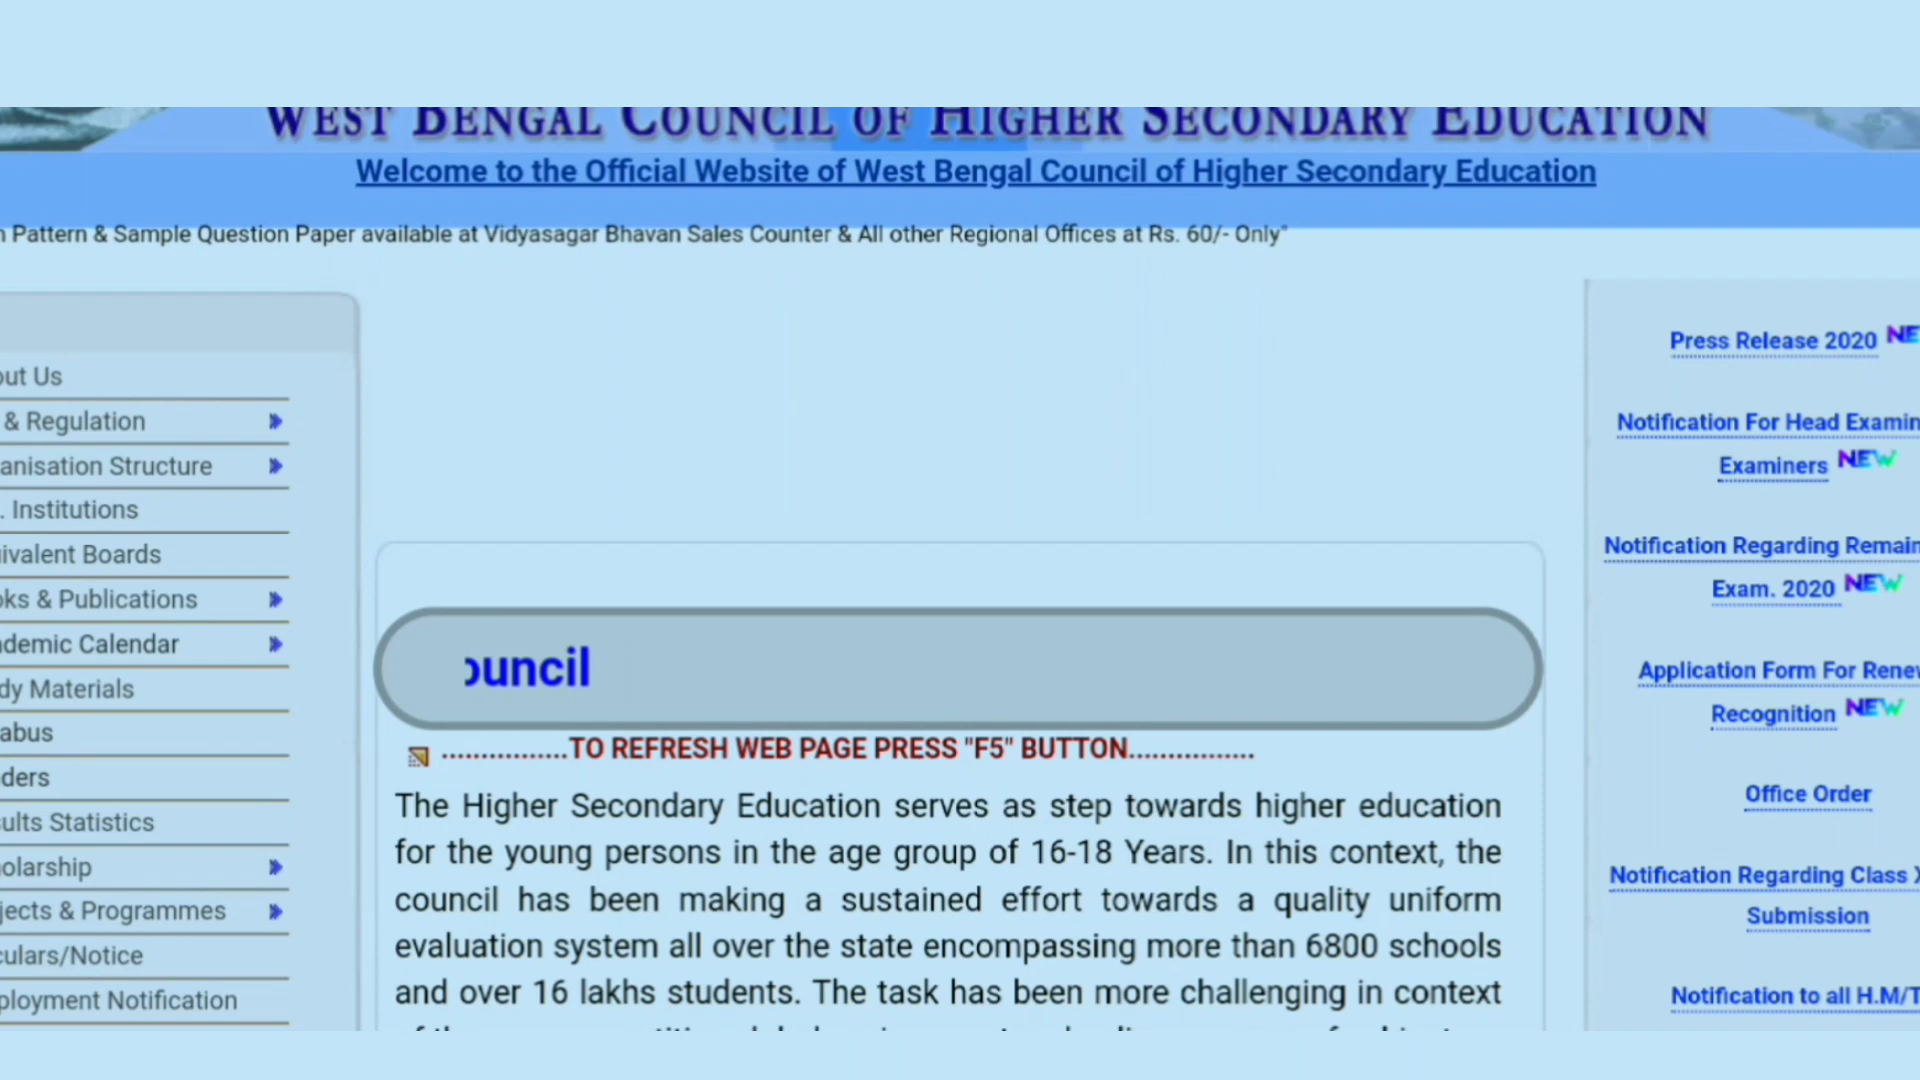 WEST BENGAL COUNCIL OF HIGHER SECONDARY EDUCATION
Welcome to the Official Website of West Bengal Council of Higher Secondary Education
Pattern & Sample Question Paper available at Vidyasagar Bhavan Sales Counter & All other Regional Offices at Rs. 60/- Only"
out Us
& Regulation
anisation Structure
. Institutions
ivalent Boards
oks & Publications
ademic Calendar
dy Materials
abus
ders
ults Statistics
olarship
jects & Programmes
culars/Notice
ployment Notification
ouncil
................TO REFRESH WEB PAGE PRESS "F5" BUTTON................
The Higher Secondary Education serves as step towards higher education
for the young persons in the age group of 16-18 Years. In this context, the
council has been making a sustained effort towards a quality uniform
evaluation system all over the state encompassing more than 6800 schools
and over 16 lakhs students. The task has been more challenging in context
Press Release 2020 NE
Notification For Head Examin
Examiners NEW
Notification Regarding Remain
Exam. 2020 NEW
Application Form For Renew
Recognition NEW
Office Order
Notification Regarding Class X
Submission
Notification to all H.M/T